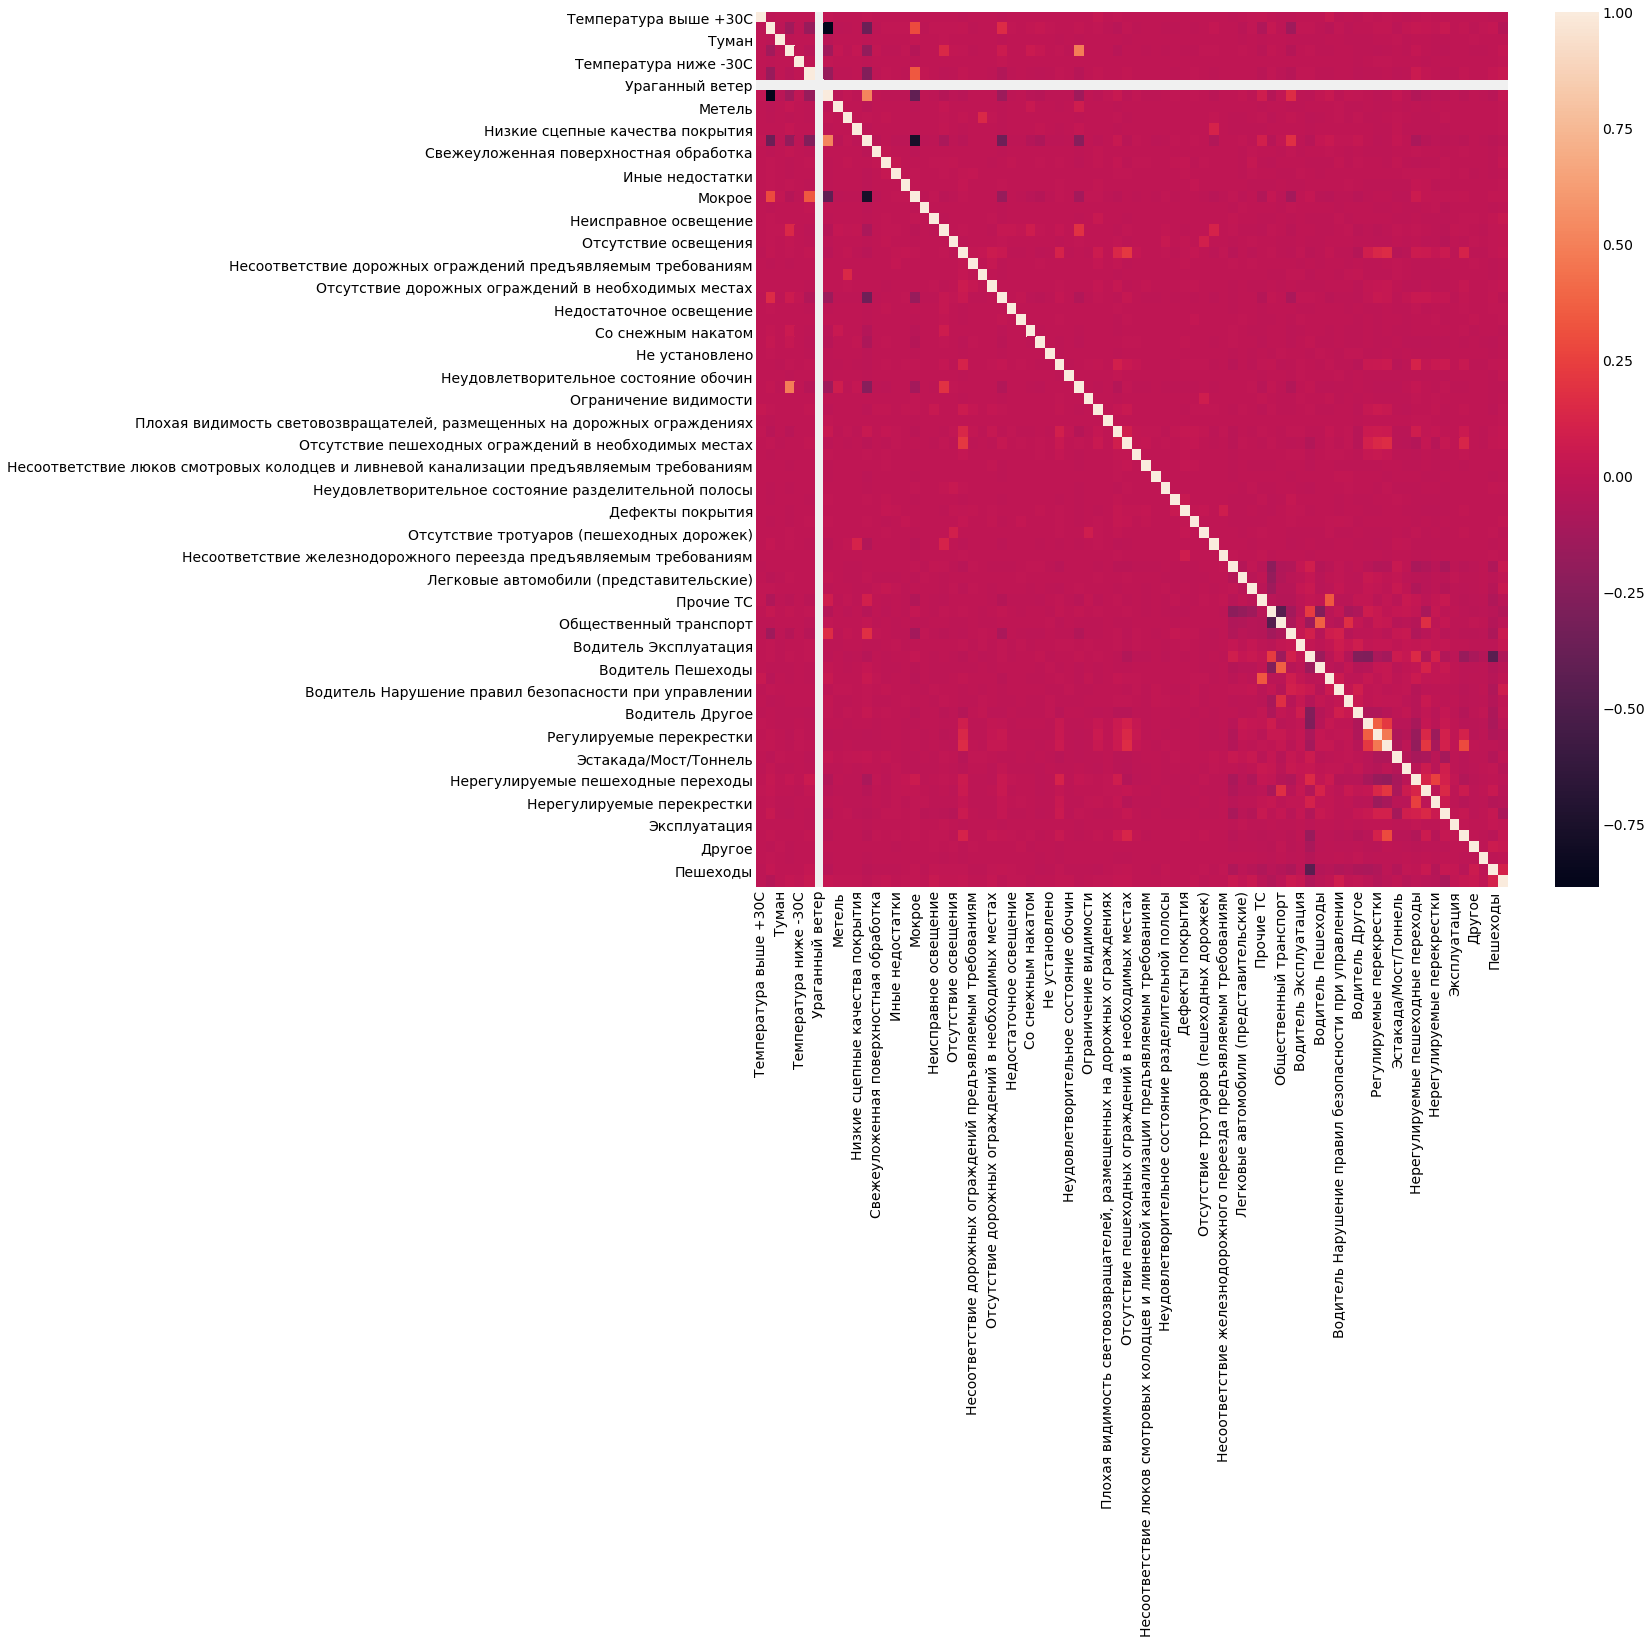 Температура выше +30С
Туман
Температура ниже -30С
Ураганный ветер
Метель
Низкие сцепные качества покрытия
Свежеуложенная поверхностная обработка
Иные недостатки
Мокрое
Неисправное освещение
Отсутствие освещения
Несоответствие дорожных ограждений предъявляемым требованиям
Отсутствие дорожных ограждений в необходимых местах
Недостаточное освещение
Со снежным накатом
Не установлено
Неудовлетворительное состояние обочин
Ограничение видимости
Плохая видимость световозвращателей, размещенных на дорожных ограждениях
Отсутствие пешеходных ограждений в необходимых местах
Несоответствие люков смотровых колодцев и ливневой канализации предъявляемым требованиям
Неудовлетворительное состояние разделительной полосы
Дефекты покрытия
Отсутствие тротуаров (пешеходных дорожек)
Несоответствие железнодорожного переезда предъявляемым требованиям
Легковые автомобили (представительские)
Прочие ТС
Общественный транспорт
Водитель Эксплуатация
Водитель Пешеходы
Водитель Нарушение правил безопасности при управлении
Водитель Другое
Регулируемые перекрестки
Эстакада/Мост/Тоннель
Нерегулируемые пешеходные переходы
Нерегулируемые перекрестки
Эксплуатация
Другое
Пешеходы
Температура выше +30С
Туман
Температура ниже -30С
Ураганный ветер
Метель
Низкие сцепные качества покрытия
Свежеуложенная поверхностная обработка
Иные недостатки
Мокрое
Неисправное освещение
Отсутствие освещения
Несоответствие дорожных ограждений предъявляемым требованиям
Отсутствие дорожных ограждений в необходимых местах
Недостаточное освещение
Со снежным накатом
Не установлено
Неудовлетворительное состояние обочин
Ограничение видимости
Плохая видимость световозвращателей, размещенных на дорожных ограждениях
Отсутствие пешеходных ограждений в необходимых местах
Несоответствие люков смотровых колодцев и ливневой канализации предъявляемым требованиям
Неудовлетворительное состояние разделительной полосы
Дефекты покрытия
Отсутствие тротуаров (пешеходных дорожек)
Несоответствие железнодорожного переезда предъявляемым требованиям
Легковые автомобили (представительские)
Прочие ТС
Общественный транспорт
Водитель Эксплуатация
Водитель Пешеходы
Водитель Нарушение правил безопасности при управлении
Водитель Другое
Регулируемые перекрестки
Эстакада/Мост/Тоннель
Нерегулируемые пешеходные переходы
Нерегулируемые перекрестки
Эксплуатация
Другое
Пешеходы
1.00
0.75
0.50
0.25
0.00
−0.25
−0.50
−0.75